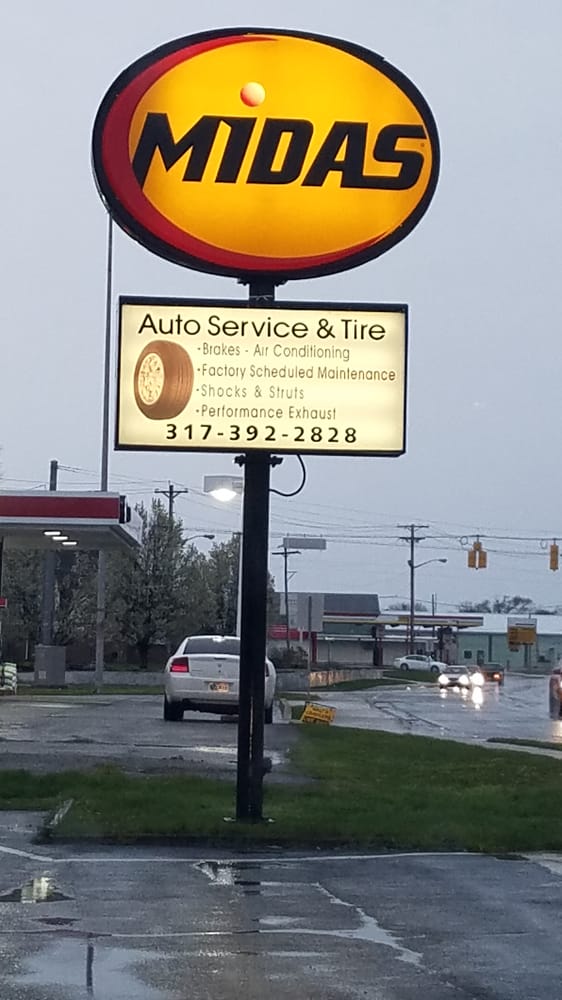 MIDAS
Auto Service & Tire
·Brakes - Air Conditioning
·Factory Scheduled Maintenance
·Shocks & Struts
·Performance Exhaust
317-392-2828